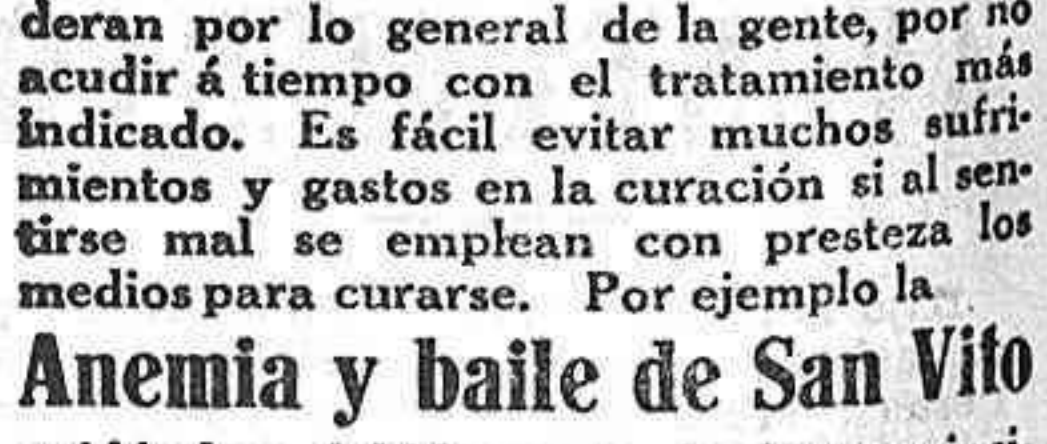 deran por lo general de la gente, por no
acudir á tiempo con el tratamiento más
indicado. Es fácil evitar muchos sufri-
mientos y gastos en la curación si al sen-
tirse mal se emplean con presteza los
medios para curarse. Por ejemplo la
Anemia y baile de San Vito